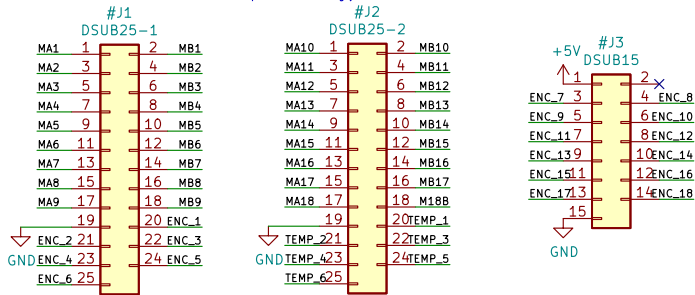 #J1
DSUB25-1
MA1 1 2 MB1
MA2 3 4 MB2
MA3 5 6 MB3
MA4 7 8 MB4
MA5 9 10 MB5
MA6 11 12 MB6
MA7 13 14 MB7
MA8 15 16 MB8
MA9 17 18 MB9
19 20 ENC_1
ENC_2 21 22 ENC_3
GND ENC_4 23 24 ENC_5
ENC_6 25
#J2
DSUB25-2
MA10 1 2 MB10
MA11 3 4 MB11
MA12 5 6 MB12
MA13 7 8 MB13
MA14 9 10 MB14
MA15 11 12 MB15
MA16 13 14 MB16
MA17 15 16 MB17
MA18 17 18 M18B
19 20 TEMP_1
TEMP_2 21 22 TEMP_3
GND TEMP_4 23 24 TEMP_5
TEMP_6 25
#J3
DSUB15
+5V
1 2
ENC_7 3 4 ENC_8
ENC_9 5 6 ENC_10
ENC_11 7 8 ENC_12
ENC_13 9 10 ENC_14
ENC_15 11 12 ENC_16
ENC_17 13 14 ENC_18
15
GND